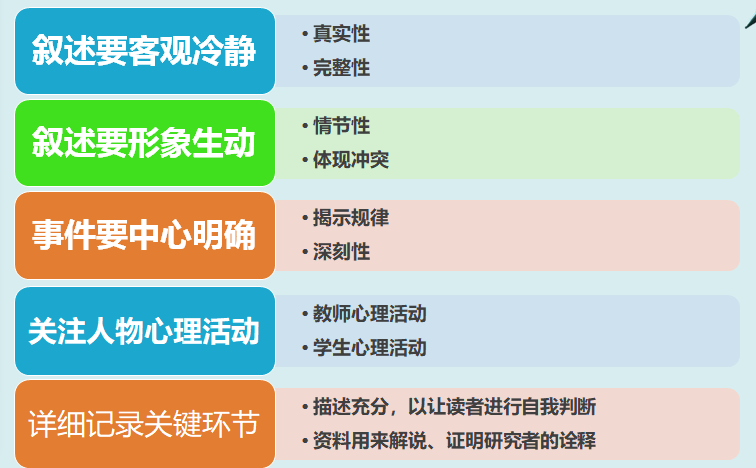 叙述要客观冷静
• 真实性
• 完整性
叙述要形象生动
• 情节性
• 体现冲突
事件要中心明确
• 揭示规律
• 深刻性
关注人物心理活动
• 教师心理活动
• 学生心理活动
详细记录关键环节
• 描述充分，以让读者进行自我判断
• 资料用来解说、证明研究者的诠释